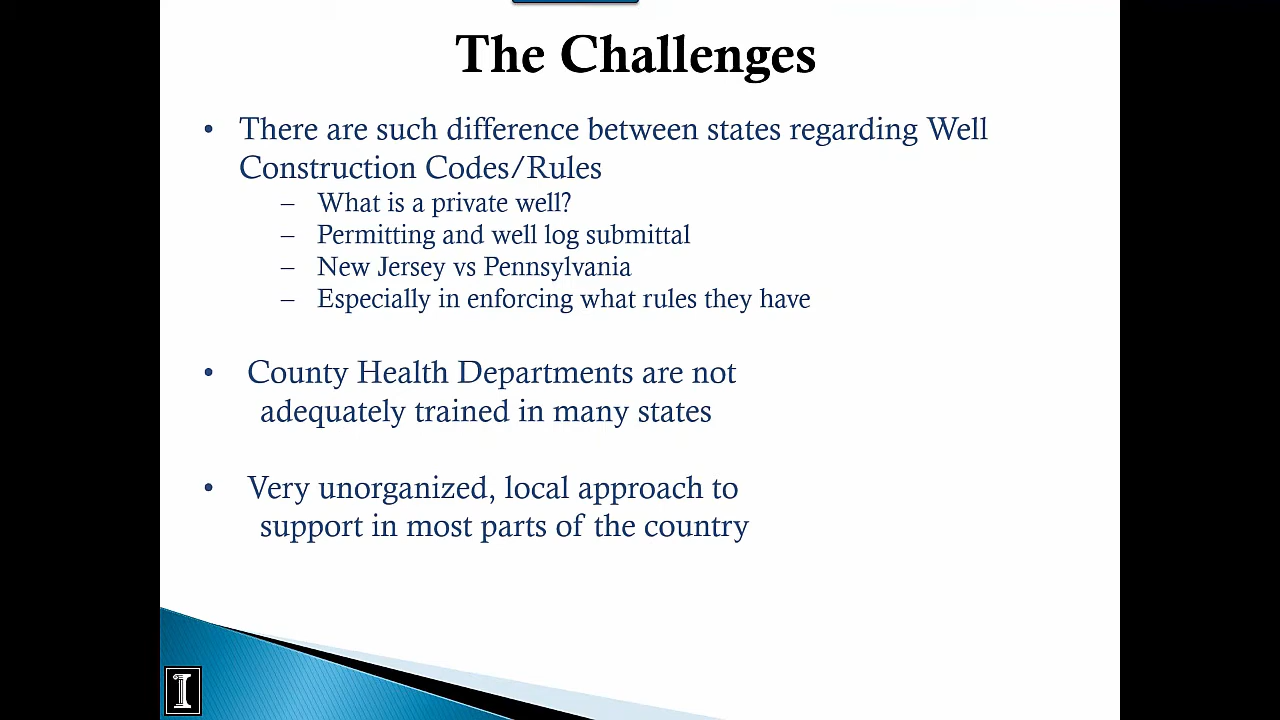 The Challenges
• There are such difference between states regarding Well
Construction Codes/Rules
– What is a private well?
– Permitting and well log submittal
– New Jersey vs Pennsylvania
– Especially in enforcing what rules they have
• County Health Departments are not
adequately trained in many states
• Very unorganized, local approach to
support in most parts of the country
I